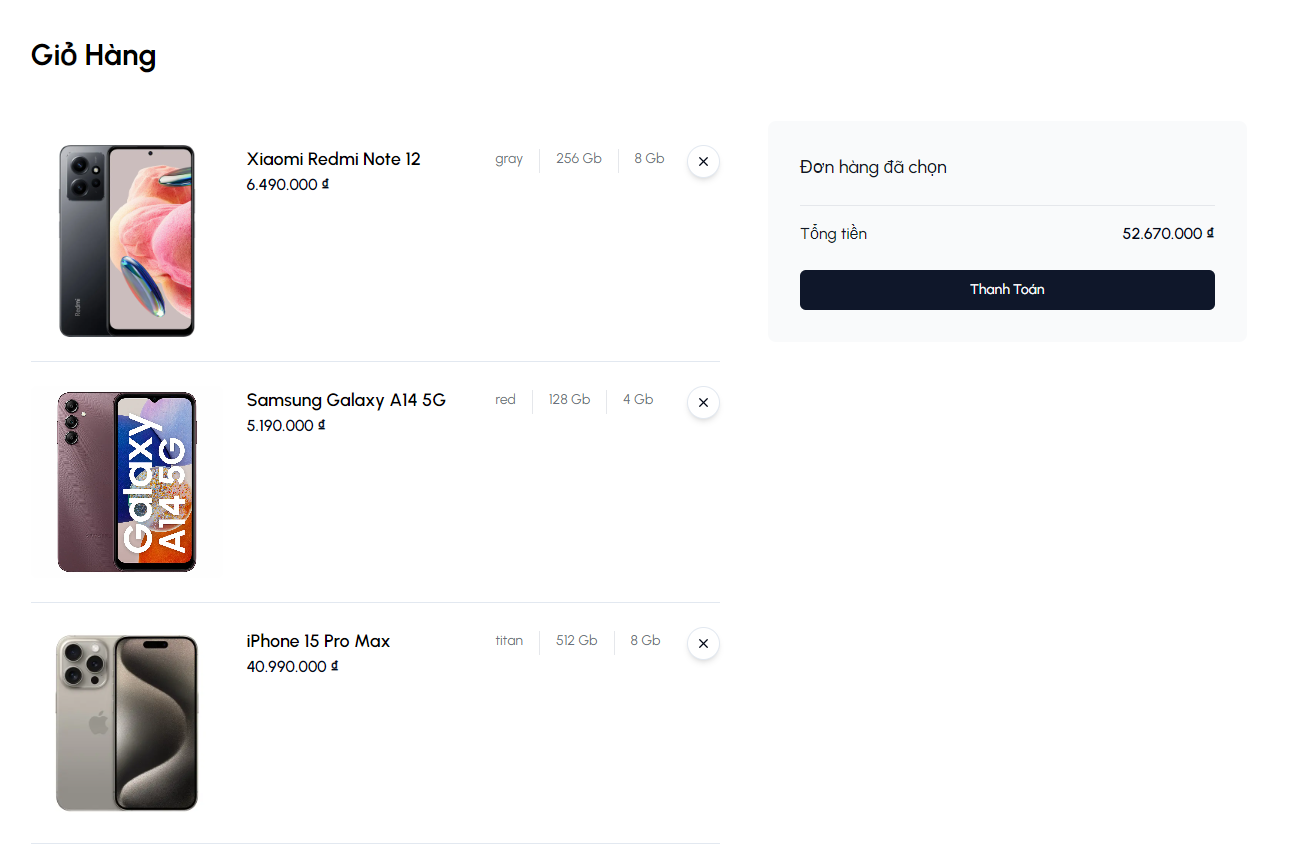 Giỏ Hàng
Xiaomi Redmi Note 12
gray
256 Gb
8 Gb
6.490.000 ₫
Redmi
Samsung Galaxy A14 5G
red
128 Gb
4 Gb
5.190.000 ₫
Galaxy
A14 5G
iPhone 15 Pro Max
titan
512 Gb
8 Gb
40.990.000 ₫
Đơn hàng đã chọn
Tổng tiền
52.670.000 ₫
Thanh Toán